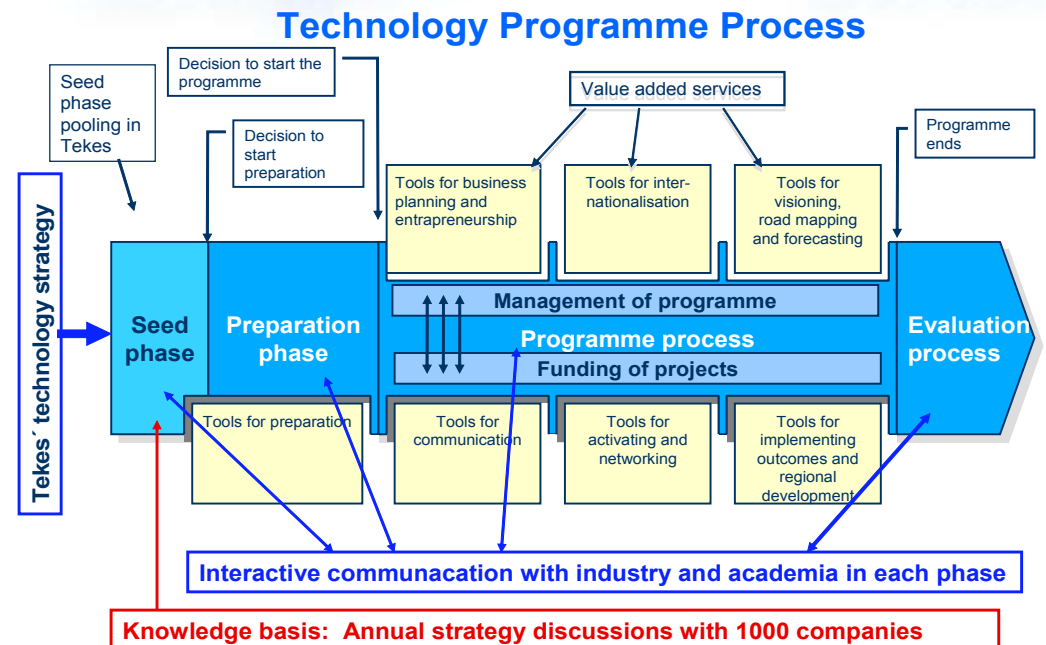 Technology Programme Process
Seed
phase
pooling in
Tekes
Decision to start the
programme
Decision to
start
preparation
Value added services
Programme
ends
Tools for business
planning and
entrapreneurship
Tools for inter-
nationalisation
Tools for
visioning,
road mapping
and forecasting
Tekes´ technology strategy
Seed
phase
Preparation
phase
Management of programme
Programme process
Funding of projects
Evaluation
process
Tools for preparation
Tools for
communication
Tools for
activating and
networking
Tools for
implementing
outcomes and
regional
development
Interactive communacation with industry and academia in each phase
Knowledge basis: Annual strategy discussions with 1000 companies